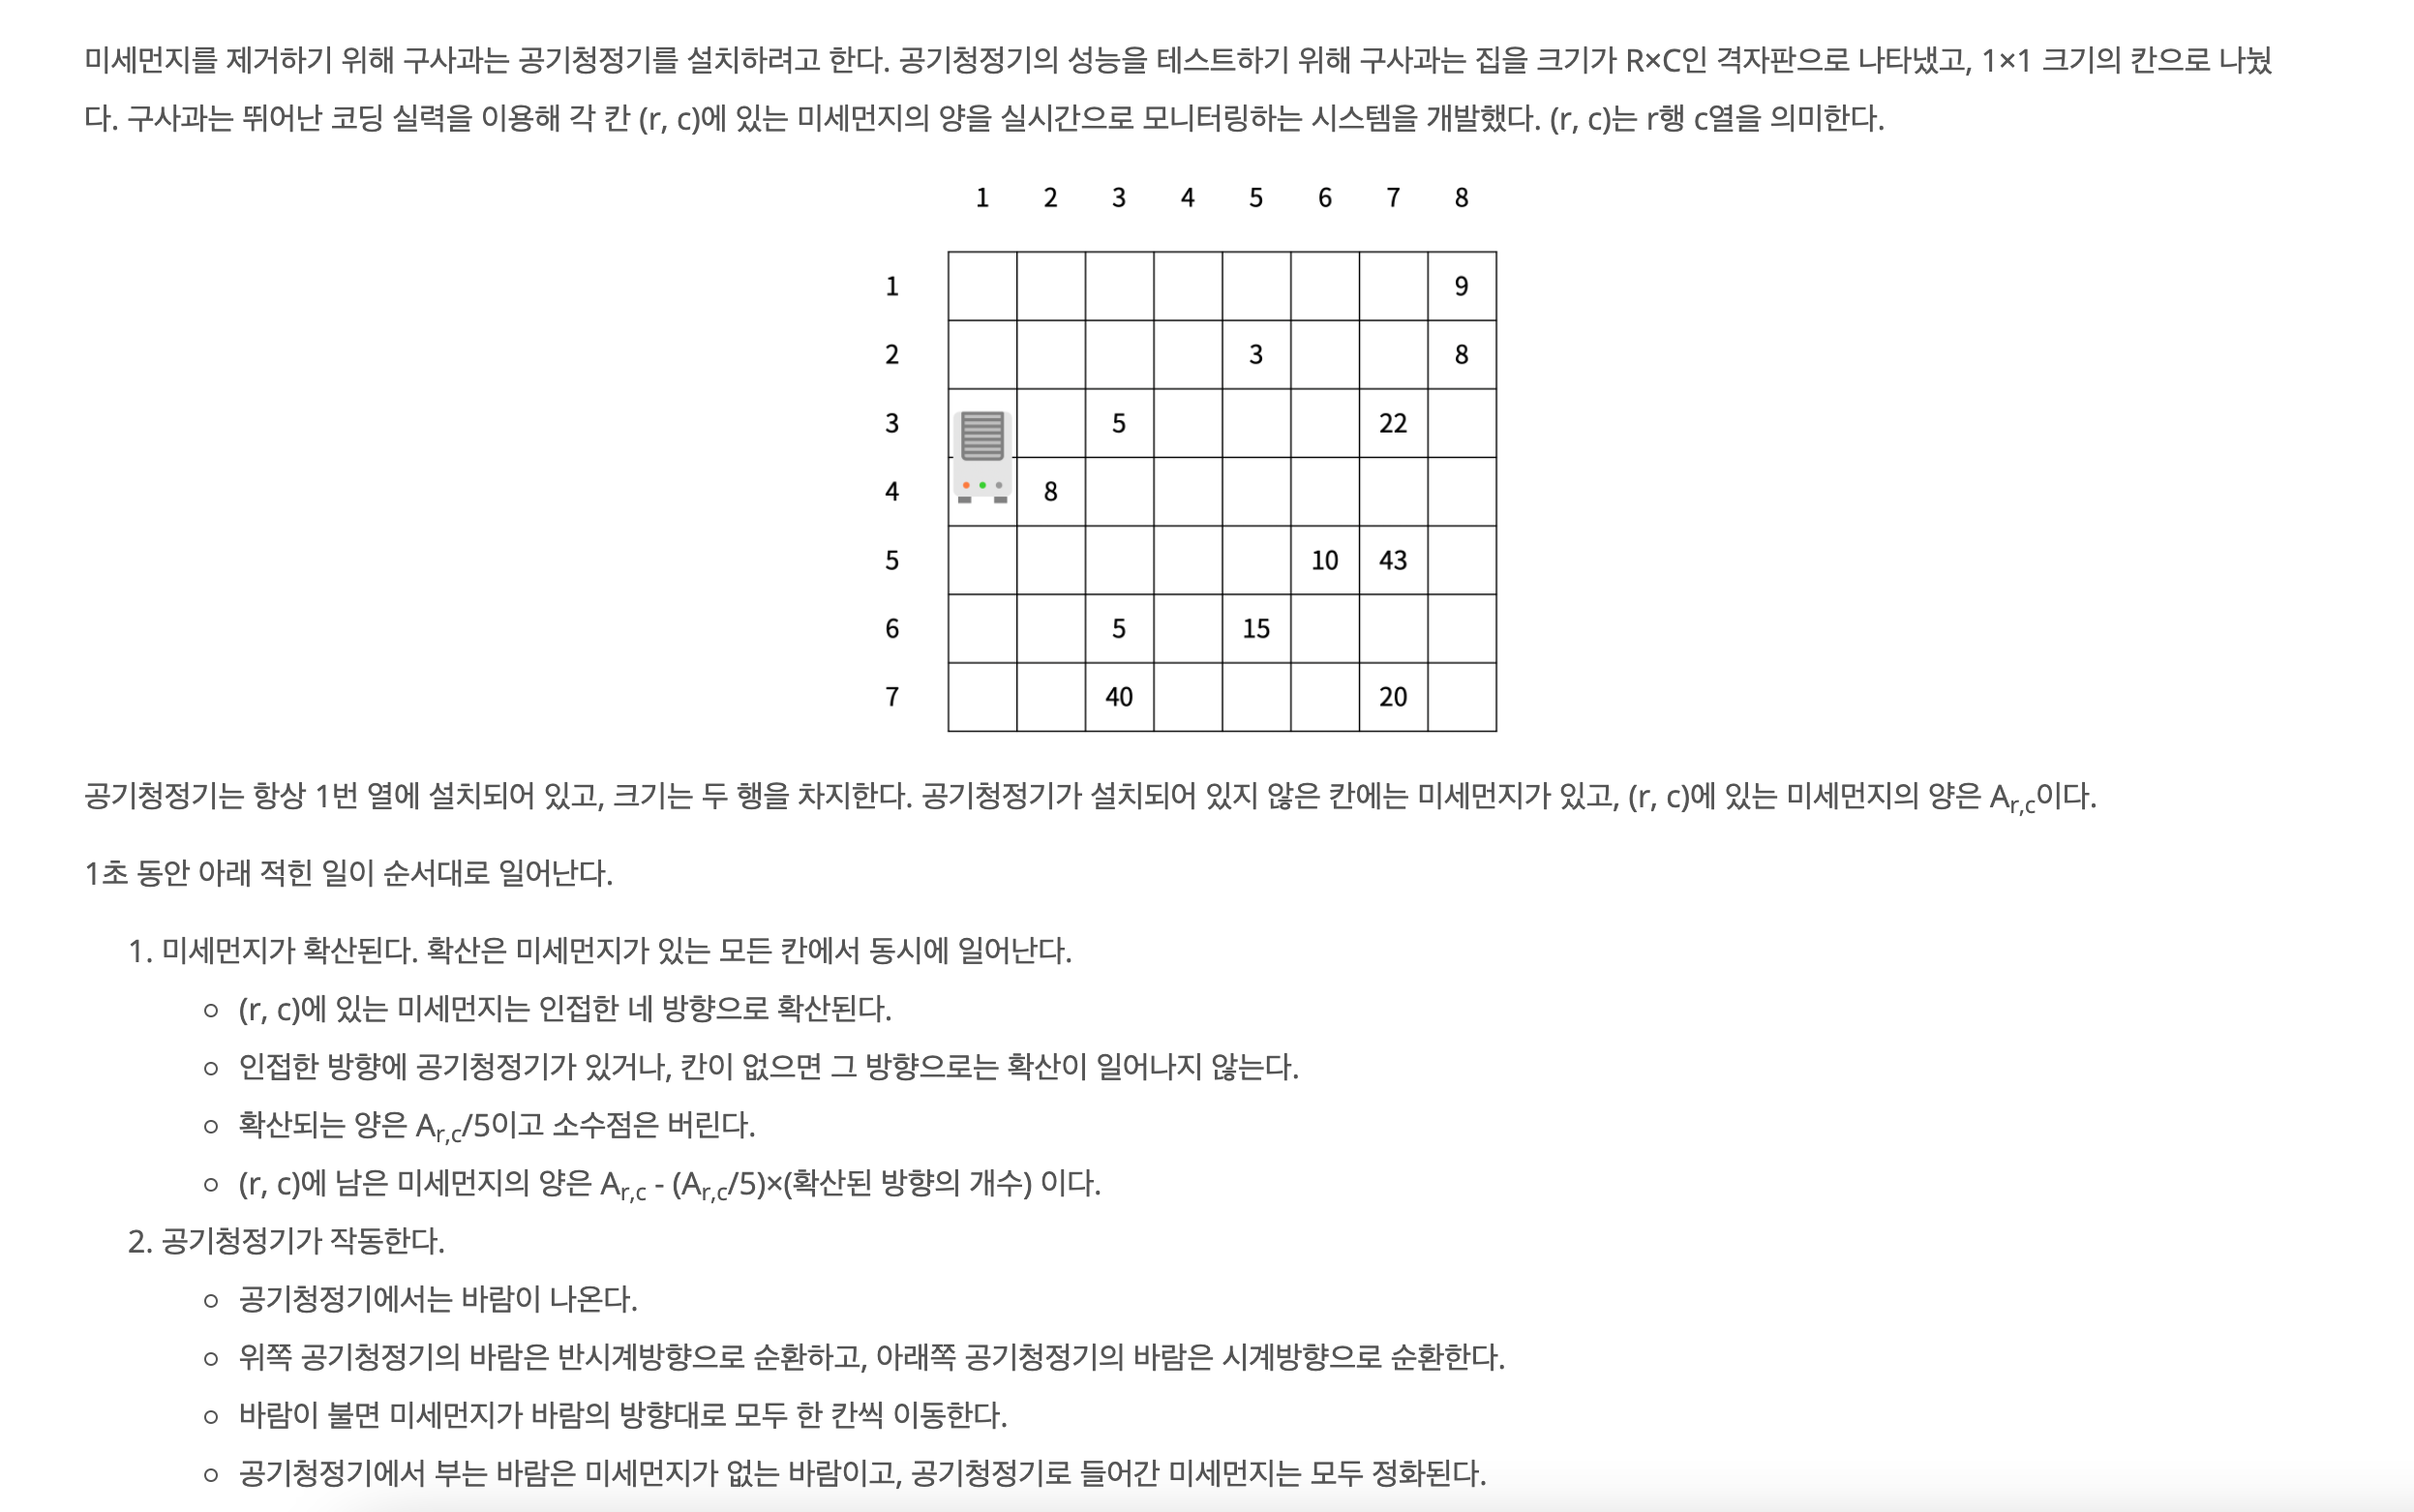 미세먼지를 제거하기 위해 구사과는 공기청정기를 설치하려고 한다. 공기청정기의 성능을 테스트하기 위해 구사과는 집을 크기가 R×C인 격자판으로 나타냈고, 1×1 크기의 칸으로 나눴
다. 구사과는 뛰어난 코딩 실력을 이용해 각 칸 (r, c)에 있는 미세먼지의 양을 실시간으로 모니터링하는 시스템을 개발했다. (r, c)는 r행 c열을 의미한다.
1 2 3 4 5 6 7 8
1 9
2 3 8
3 5 22
4 8
5 10 43
6 5 15
7 40 20
공기청정기는 항상 1번 열에 설치되어 있고, 크기는 두 행을 차지한다. 공기청정기가 설치되어 있지 않은 칸에는 미세먼지가 있고, (r, c)에 있는 미세먼지의 양은 Ar,c이다.
1초 동안 아래 적힌 일이 순서대로 일어난다.
1. 미세먼지가 확산된다. 확산은 미세먼지가 있는 모든 칸에서 동시에 일어난다.
○ (r, c)에 있는 미세먼지는 인접한 네 방향으로 확산된다.
○ 인접한 방향에 공기청정기가 있거나, 칸이 없으면 그 방향으로는 확산이 일어나지 않는다.
○ 확산되는 양은 Ar,c/5이고 소수점은 버린다.
○ (r, c)에 남은 미세먼지의 양은 Ar,c - (Ar,c/5)×(확산된 방향의 개수) 이다.
2. 공기청정기가 작동한다.
○ 공기청정기에서는 바람이 나온다.
○ 위쪽 공기청정기의 바람은 반시계방향으로 순환하고, 아래쪽 공기청정기의 바람은 시계방향으로 순환한다.
○ 바람이 불면 미세먼지가 바람의 방향대로 모두 한 칸씩 이동한다.
○ 공기청정기에서 부는 바람은 미세먼지가 없는 바람이고, 공기청정기로 들어간 미세먼지는 모두 정화된다.